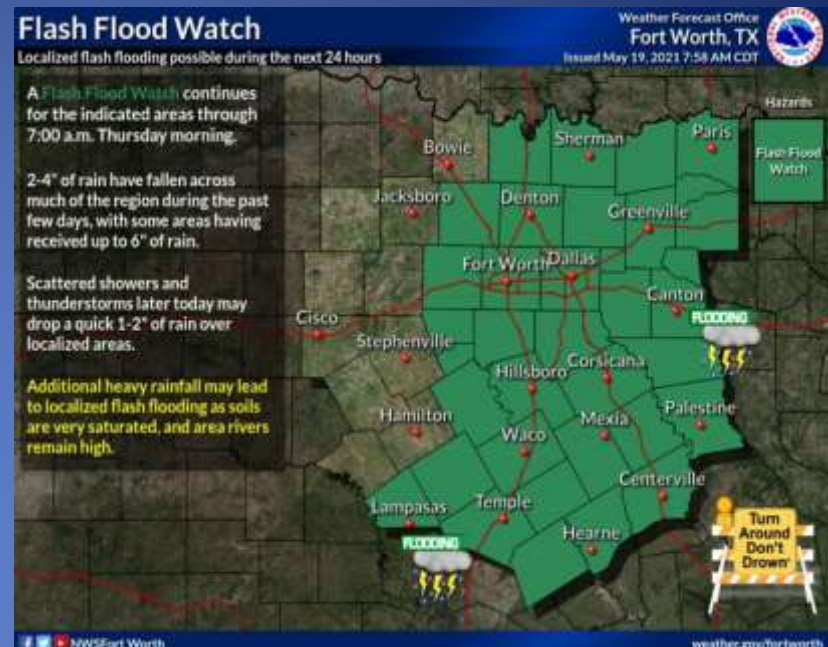 Flash Flood Watch
Localized flash flooding possible during the next 24 hours
Weather Forecast Office
Fort Worth, TX
Issued May 19, 2021 7:58 AM CDT
A Flash Flood Watch continues
for the indicated areas through
7:00 a.m. Thursday morning.
2-4" of rain have fallen across
much of the region during the past
few days, with some areas having
received up to 6" of rain.
Scattered showers and
thunderstorms later today may
drop a quick 1-2" of rain over
localized areas.
Additional heavy rainfall may lead
to localized flash flooding as soils
are very saturated, and area rivers
remain high.
Hazards
Flash Flood
Watch
Bowie
Sherman
Paris
Jacksboro
Denton
Greenville
Fort Worth
Dallas
Canton
FLOODING
Cisco
Stephenville
Hillsboro
Corsicana
Hamilton
Mexia
Palestine
Waco
Centerville
Lampasas
Temple
Hearne
FLOODING
Turn
Around
Don't
Drown
NWSFort Worth
weather.gov/fortworth